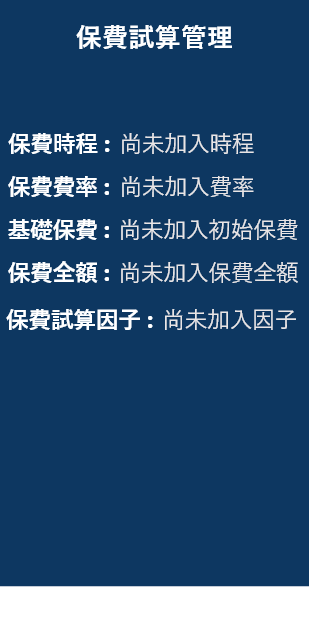 保費試算管理
保費時程 : 尚未加入時程
保費費率 : 尚未加入費率
基礎保費 : 尚未加入初始保費
保費全額 : 尚未加入保費全額
保費試算因子 : 尚未加入因子